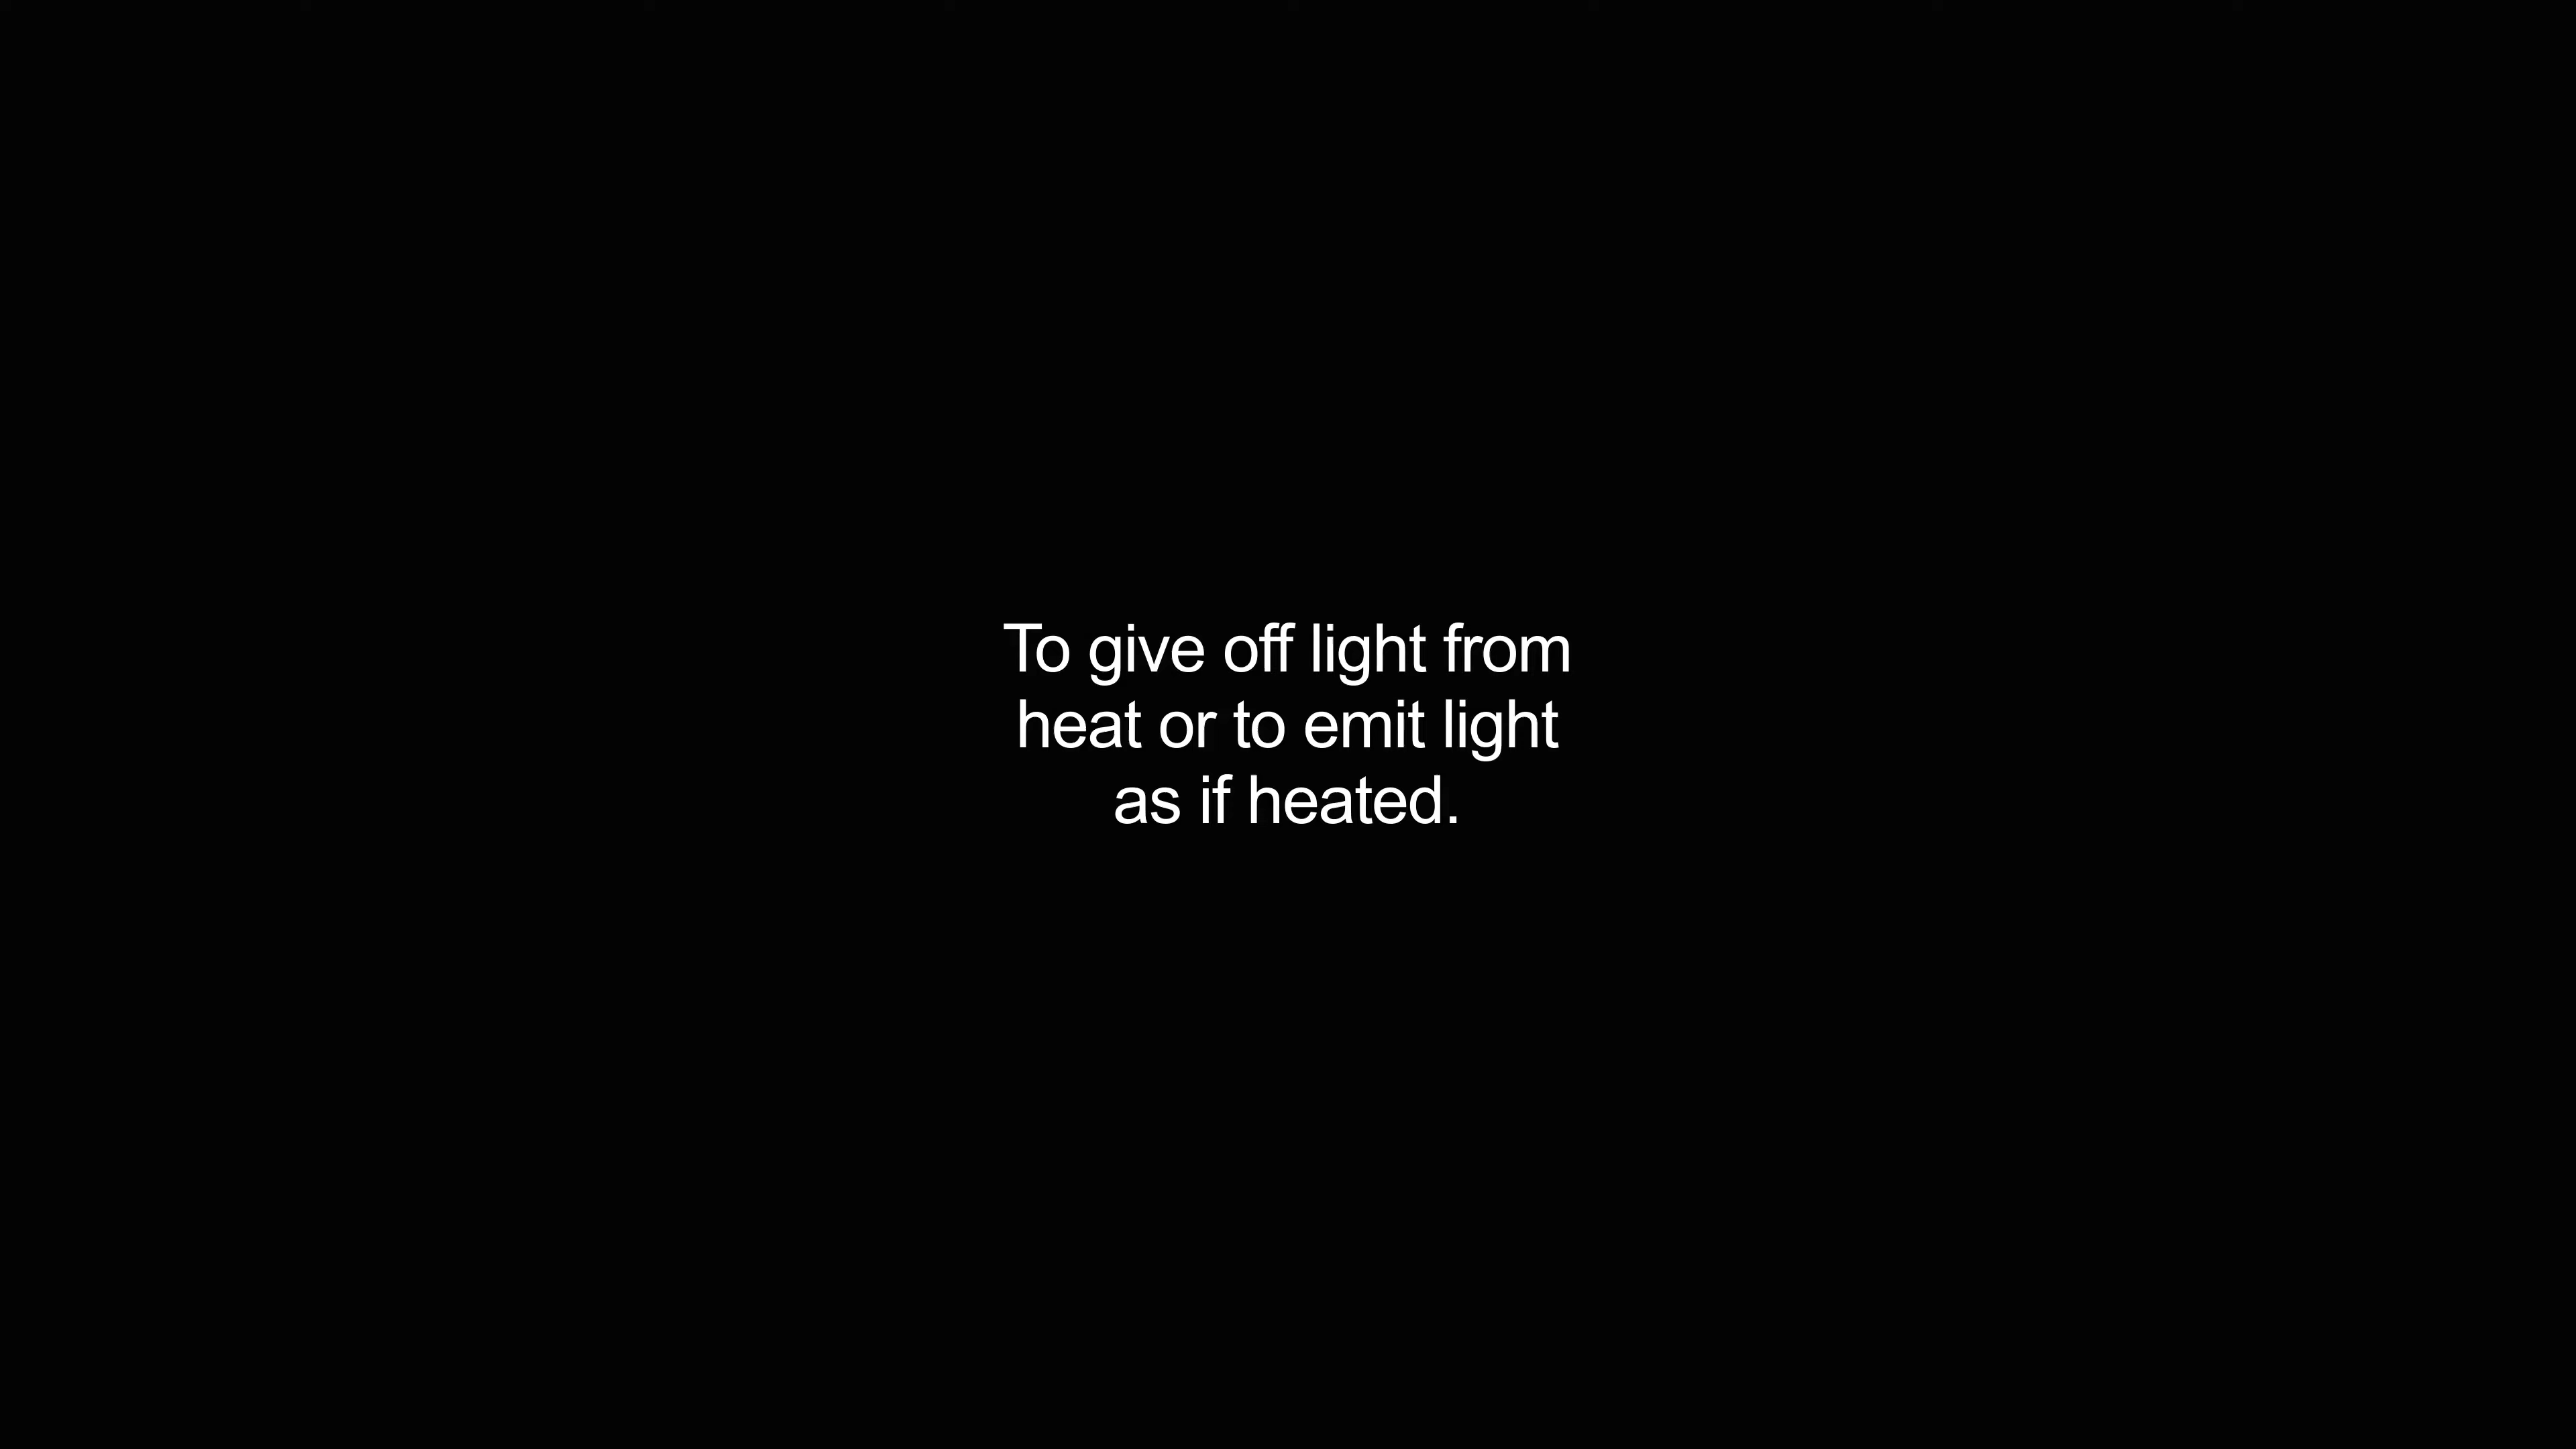 To give off light from
heat or to emit light
as if heated.